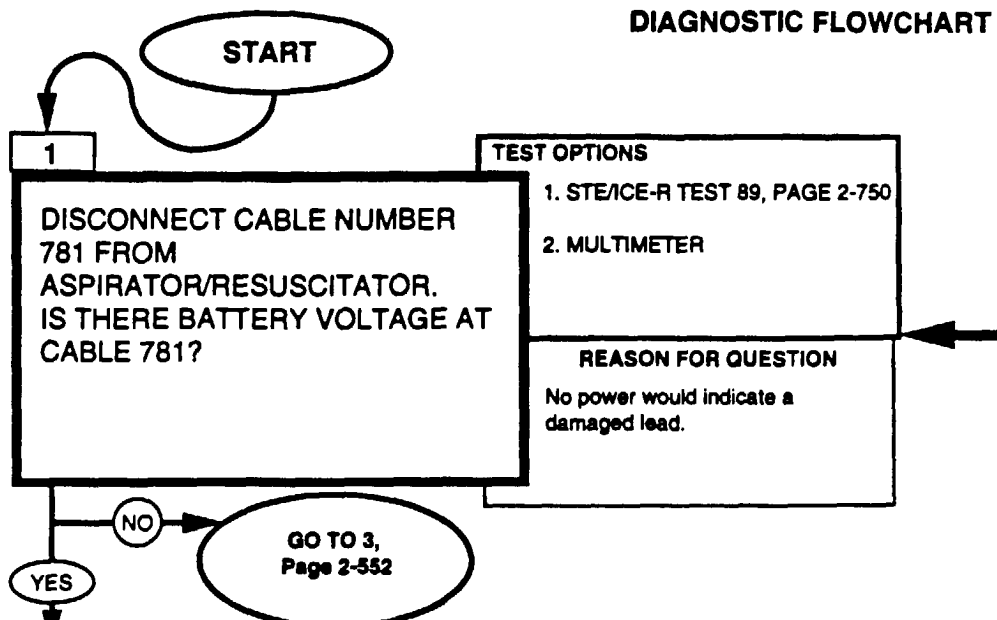 DIAGNOSTIC FLOWCHART
START
1
DISCONNECT CABLE NUMBER
781 FROM
ASPIRATOR/RESUSCITATOR.
IS THERE BATTERY VOLTAGE AT
CABLE 781?
TEST OPTIONS
1. STE/ICE-R TEST 89, PAGE 2-750
2. MULTIMETER
REASON FOR QUESTION
No power would indicate a
damaged lead.
NO
GO TO 3,
Page 2-552
YES